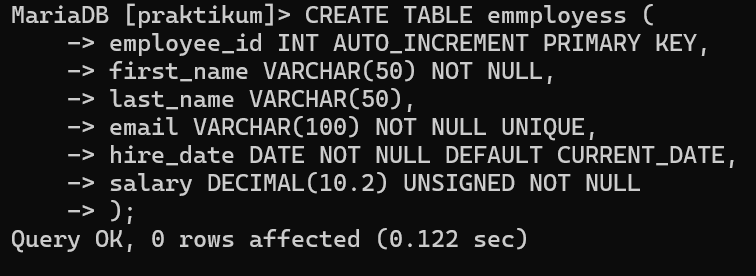 MariaDB [praktikum]> CREATE TABLE emmployess (
    -> employee_id INT AUTO_INCREMENT PRIMARY KEY,
    -> first_name VARCHAR(50) NOT NULL,
    -> last_name VARCHAR(50),
    -> email VARCHAR(100) NOT NULL UNIQUE,
    -> hire_date DATE NOT NULL DEFAULT CURRENT_DATE,
    -> salary DECIMAL(10.2) UNSIGNED NOT NULL
    -> );
Query OK, 0 rows affected (0.122 sec)